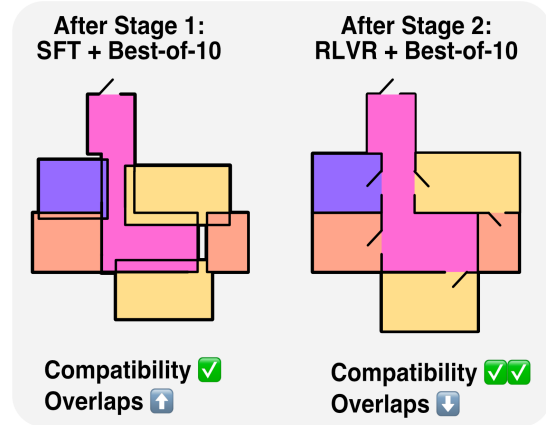 After Stage 1:
SFT + Best-of-10
After Stage 2:
RLVR + Best-of-10
Compatibility ✅
Overlaps ⬆️
Compatibility ✅✅
Overlaps ⬇️